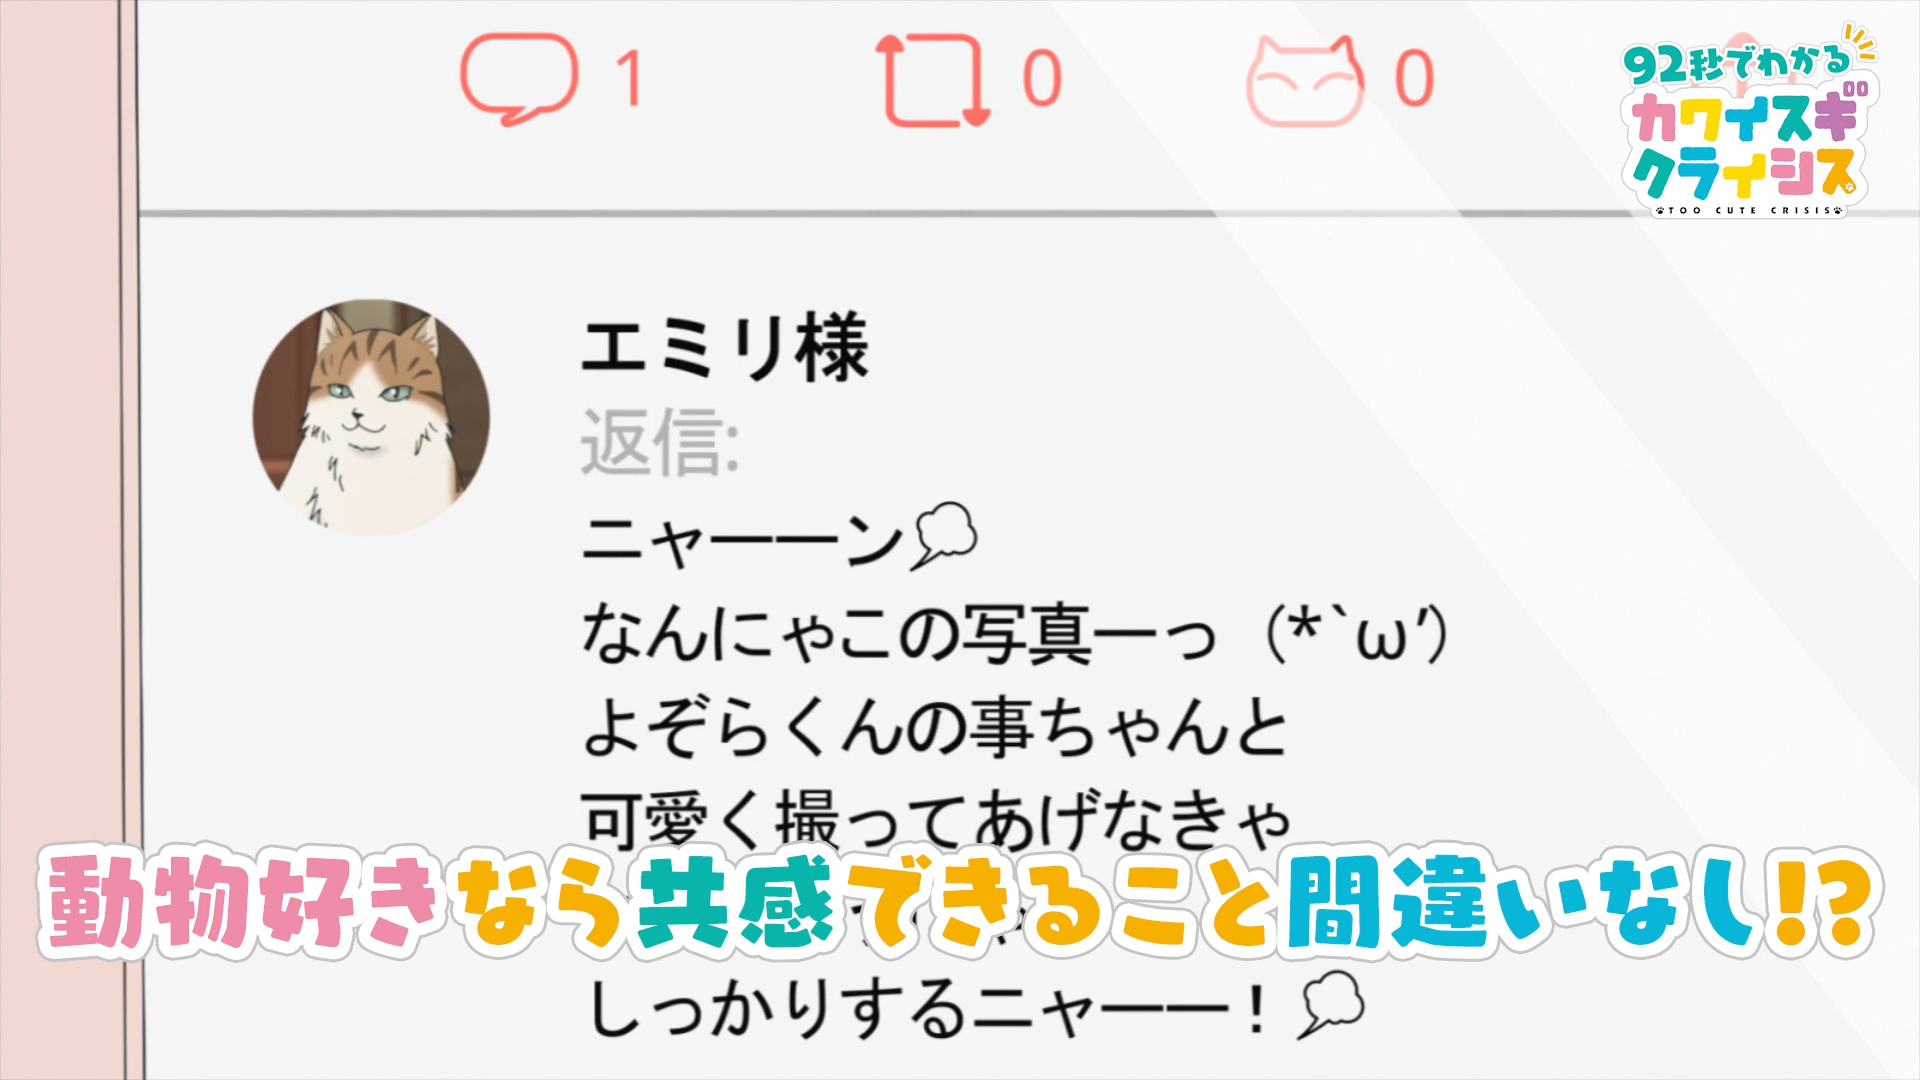 1
0
0
92秒でわかる
カワイスギ
クライシス
TOO CUTE CRISIS
エミリ様
返信:
ニャーーン💭
なんにゃこの写真ーっ (*`ω′)
よぞらくんの事ちゃんと
可愛く撮ってあげなきゃ
動物好きなら共感できること間違いなし!?
しっかりするニャーー！💭